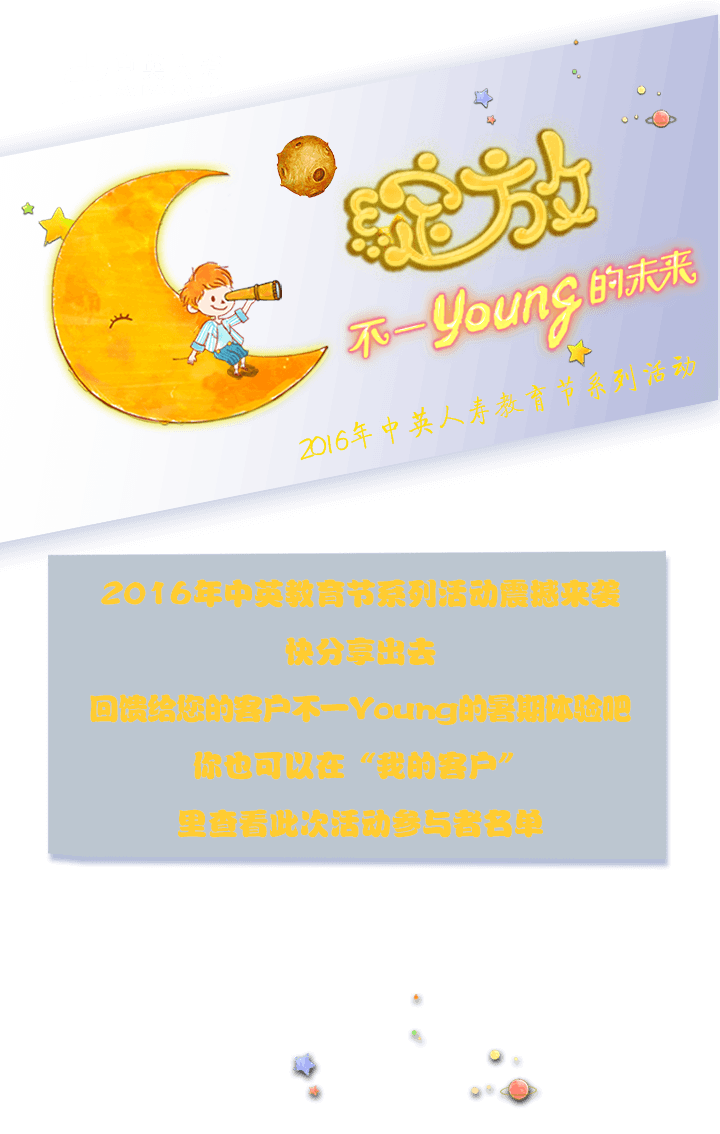 绽放
不一Young的未来
2016年中英人寿教育节系列活动
2016年中英教育节系列活动震撼来袭
快分享出去
圆满给您的客户不一Young的暑期体验吧
你也可以在“我的客户”
里查看此次活动参与者名单